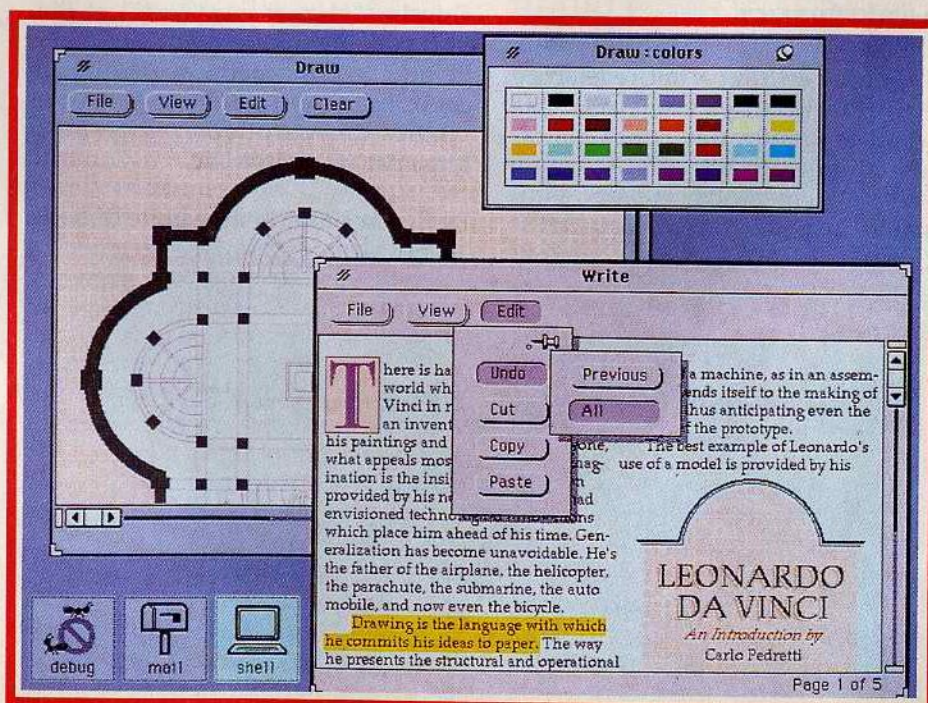 Draw
File View Edit Clear
Draw : colors
Write
File View Edit
Undo
Cut
Copy
Paste
Previous
All
There is ha
world wh
Vinci in r
an invent
his paintings and one,
what appeals mos mag-
ination is the insi
provided by his n ad
envisioned techno ons
which place him ahead of his time. Gen-
eralization has become unavoidable. He's
the father of the airplane, the helicopter,
the parachute, the submarine, the auto
mobile, and now even the bicycle.
Drawing is the language with which
he commits his ideas to paper. The way
he presents the structural and operational
a machine, as in an assem-
ends itself to the making of
hus anticipating even the
of the prototype.
The best example of Leonardo's
use of a model is provided by his
LEONARDO
DA VINCI
An Introduction by
Carlo Pedretti
Page 1 of 5
debug mail shell